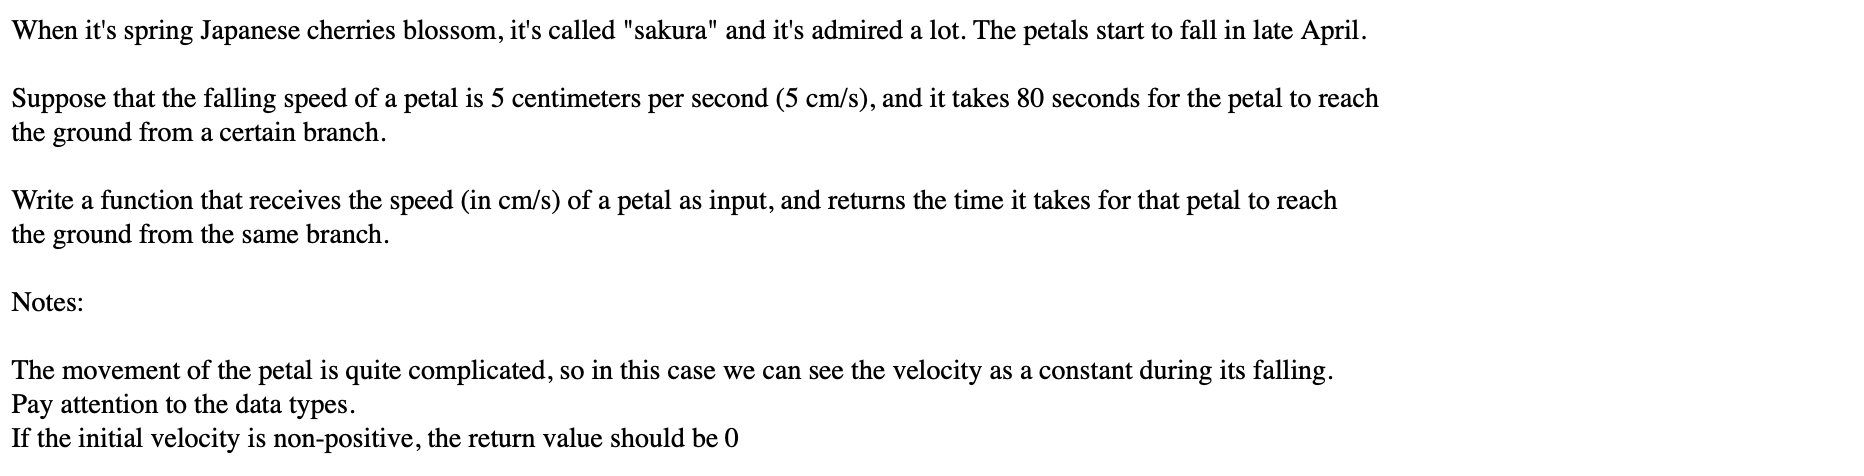 When it's spring Japanese cherries blossom, it's called "sakura" and it's admired a lot. The petals start to fall in late April.
Suppose that the falling speed of a petal is 5 centimeters per second (5 cm/s), and it takes 80 seconds for the petal to reach
the ground from a certain branch.
Write a function that receives the speed (in cm/s) of a petal as input, and returns the time it takes for that petal to reach
the ground from the same branch.
Notes:
The movement of the petal is quite complicated, so in this case we can see the velocity as a constant during its falling.
Pay attention to the data types.
If the initial velocity is non-positive, the return value should be 0